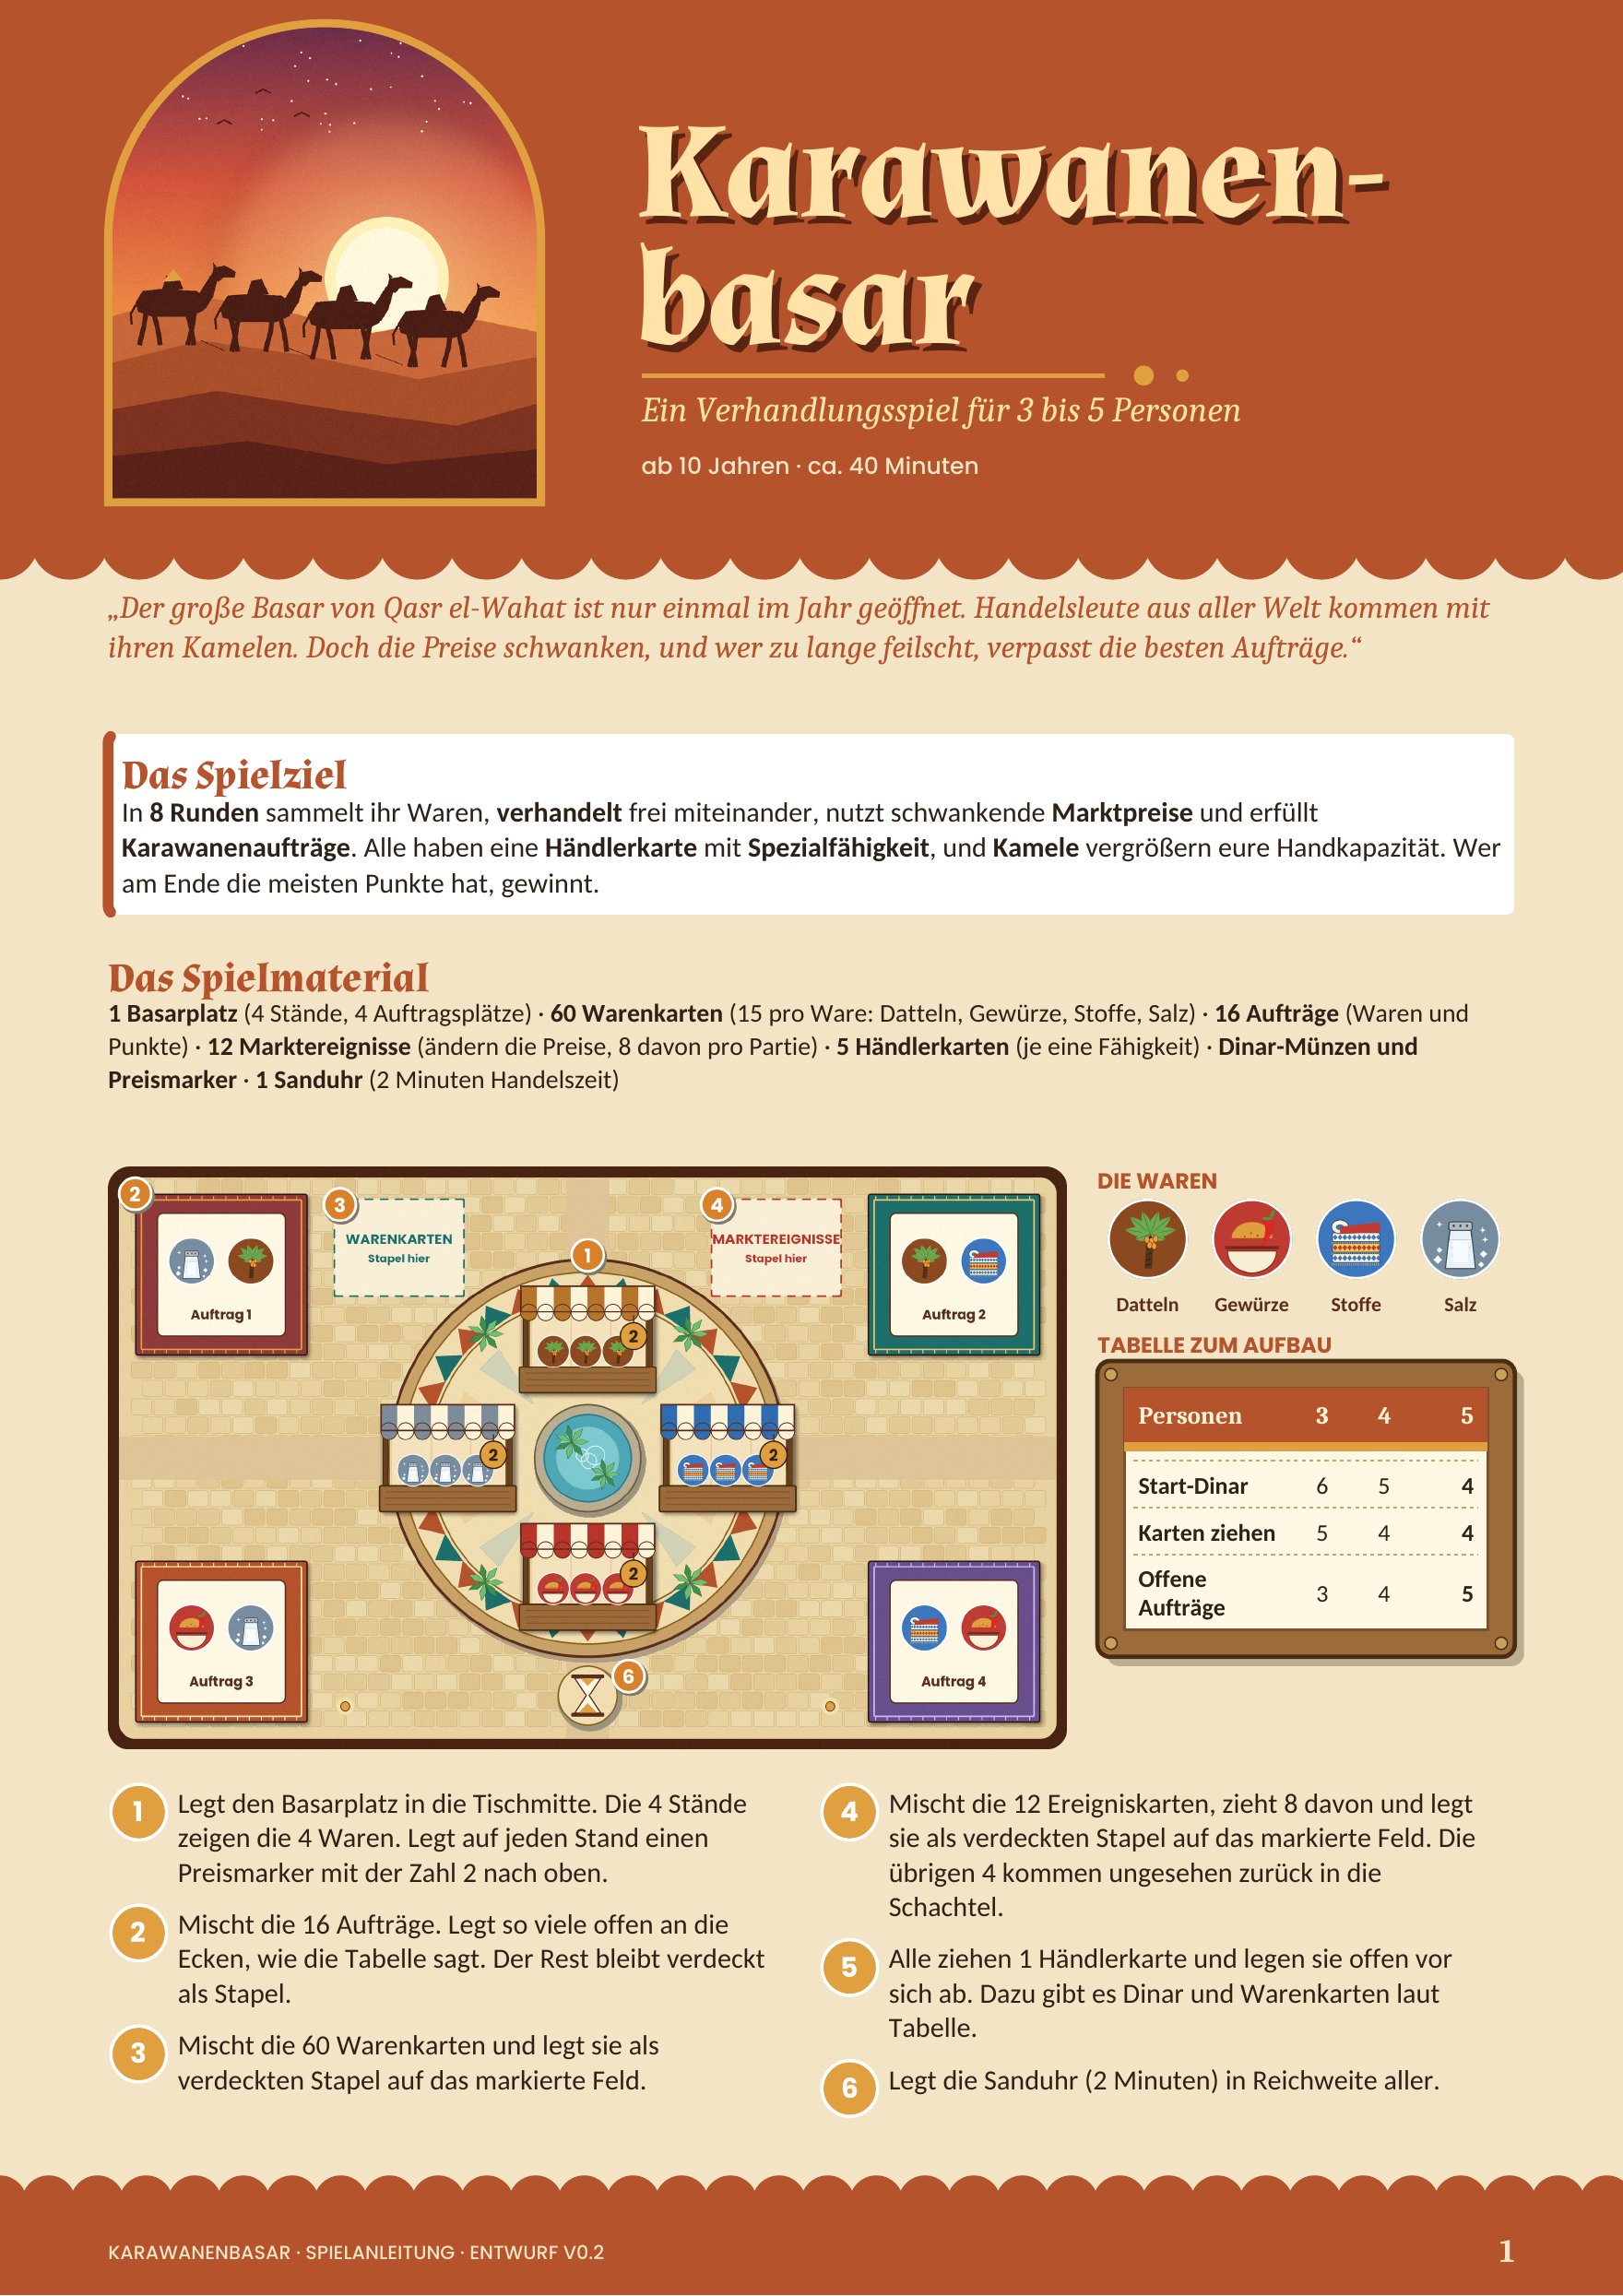 Karawanen-
basar
Ein Verhandlungsspiel für 3 bis 5 Personen
ab 10 Jahren · ca. 40 Minuten
„Der große Basar von Qasr el-Wahat ist nur einmal im Jahr geöffnet. Handelsleute aus aller Welt kommen mit
ihren Kamelen. Doch die Preise schwanken, und wer zu lange feilscht, verpasst die besten Aufträge.“
Das Spielziel
In 8 Runden sammelt ihr Waren, verhandelt frei miteinander, nutzt schwankende Marktpreise und erfüllt
Karawanenaufträge. Alle haben eine Händlerkarte mit Spezialfähigkeit, und Kamele vergrößern eure Handkapazität. Wer
am Ende die meisten Punkte hat, gewinnt.
Das Spielmaterial
1 Basarplatz (4 Stände, 4 Auftragsplätze) · 60 Warenkarten (15 pro Ware: Datteln, Gewürze, Stoffe, Salz) · 16 Aufträge (Waren und
Punkte) · 12 Marktereignisse (ändern die Preise, 8 davon pro Partie) · 5 Händlerkarten (je eine Fähigkeit) · Dinar-Münzen und
Preismarker · 1 Sanduhr (2 Minuten Handelszeit)
2
Auftrag 1
3
WARENKARTEN
Stapel hier
1
4
MARKTEREIGNISSE
Stapel hier
Auftrag 2
2
2
2
2
Auftrag 3
6
Auftrag 4
DIE WAREN
Datteln Gewürze Stoffe Salz
TABELLE ZUM AUFBAU
Personen 3 4 5
Start-Dinar 6 5 4
Karten ziehen 5 4 4
Offene
Aufträge 3 4 5
1 Legt den Basarplatz in die Tischmitte. Die 4 Stände
zeigen die 4 Waren. Legt auf jeden Stand einen
Preismarker mit der Zahl 2 nach oben.
2 Mischt die 16 Aufträge. Legt so viele offen an die
Ecken, wie die Tabelle sagt. Der Rest bleibt verdeckt
als Stapel.
3 Mischt die 60 Warenkarten und legt sie als
verdeckten Stapel auf das markierte Feld.
4 Mischt die 12 Ereigniskarten, zieht 8 davon und legt
sie als verdeckten Stapel auf das markierte Feld. Die
übrigen 4 kommen ungesehen zurück in die
Schachtel.
5 Alle ziehen 1 Händlerkarte und legen sie offen vor
sich ab. Dazu gibt es Dinar und Warenkarten laut
Tabelle.
6 Legt die Sanduhr (2 Minuten) in Reichweite aller.
KARAWANENBASAR · SPIELANLEITUNG · ENTWURF V0.2
1